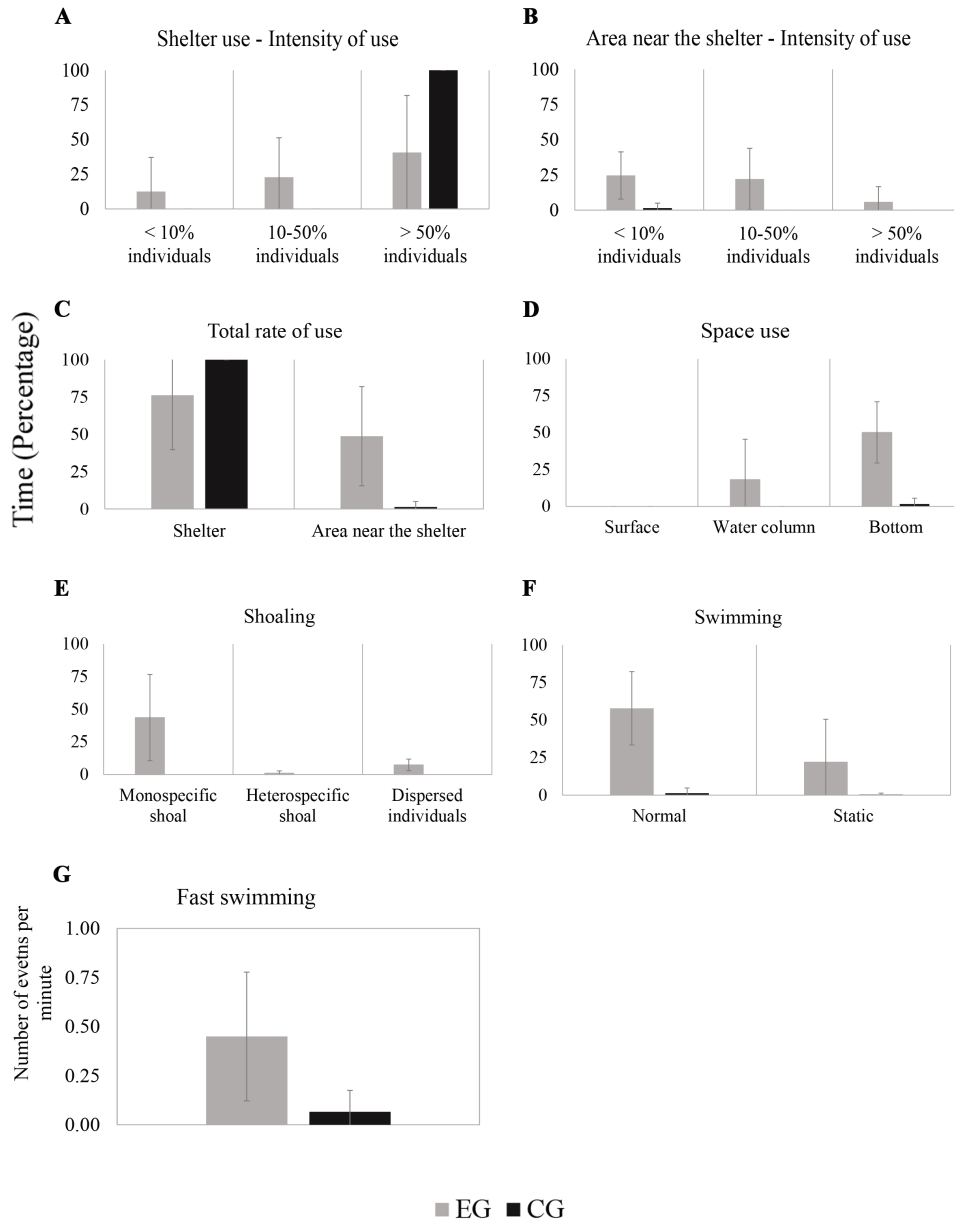 A
Shelter use - Intensity of use
100
75
50
25
0
< 10%
individuals
10-50%
individuals
> 50%
individuals
B
Area near the shelter - Intensity of use
100
75
50
25
0
< 10%
individuals
10-50%
individuals
> 50%
individuals
Time (Percentage)
C
Total rate of use
100
75
50
25
0
Shelter
Area near the shelter
D
Space use
100
75
50
25
0
Surface
Water column
Bottom
E
Shoaling
100
75
50
25
0
Monospecific
shoal
Heterospecific
shoal
Dispersed
individuals
F
Swimming
100
75
50
25
0
Normal
Static
G
Fast swimming
Number of evetns per
minute
1.00
0.75
0.50
0.25
0.00
EG CG